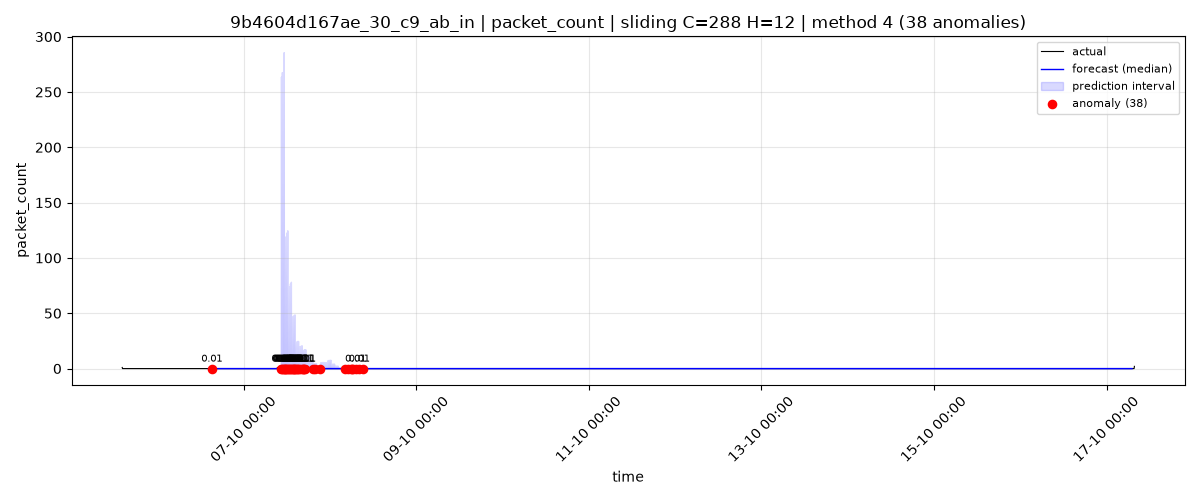 9b4604d167ae_30_c9_ab_in | packet_count | sliding C=288 H=12 | method 4 (38 anomalies)
actual
forecast (median)
prediction interval
anomaly (38)
packet_count
300
250
200
150
100
50
0
0.01
07-10 00:00
09-10 00:00
11-10 00:00
13-10 00:00
15-10 00:00
17-10 00:00
time